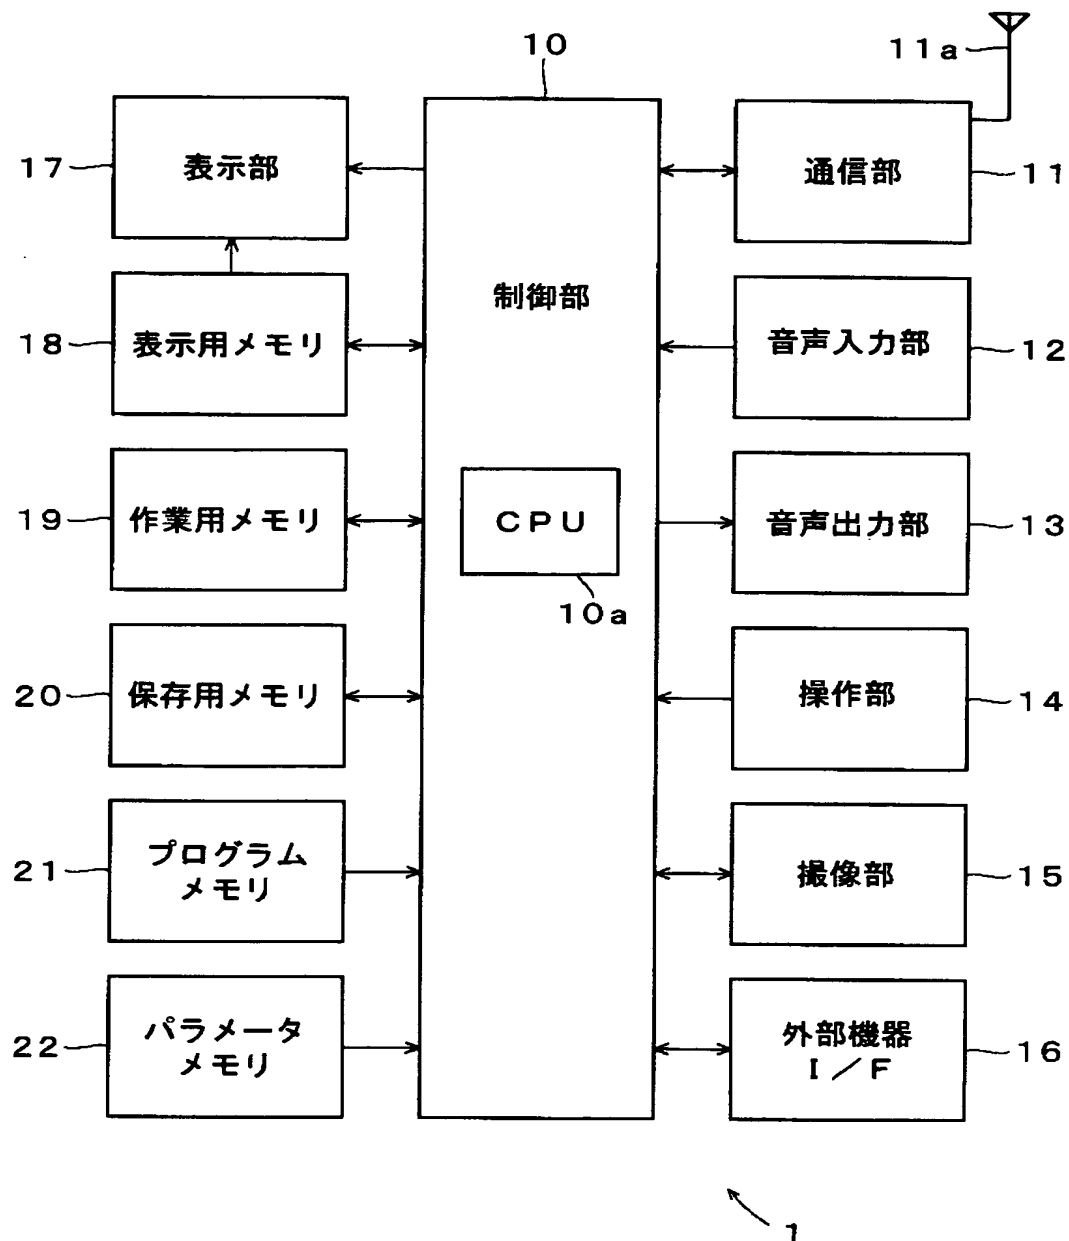 10
11a
17
表示部
通信部
11
制御部
18
表示用メモリ
音声入力部
12
19
作業用メモリ
CPU
音声出力部
13
10a
20
保存用メモリ
操作部
14
21
プログラム
メモリ
撮像部
15
22
パラメータ
メモリ
外部機器
I/F
16
1